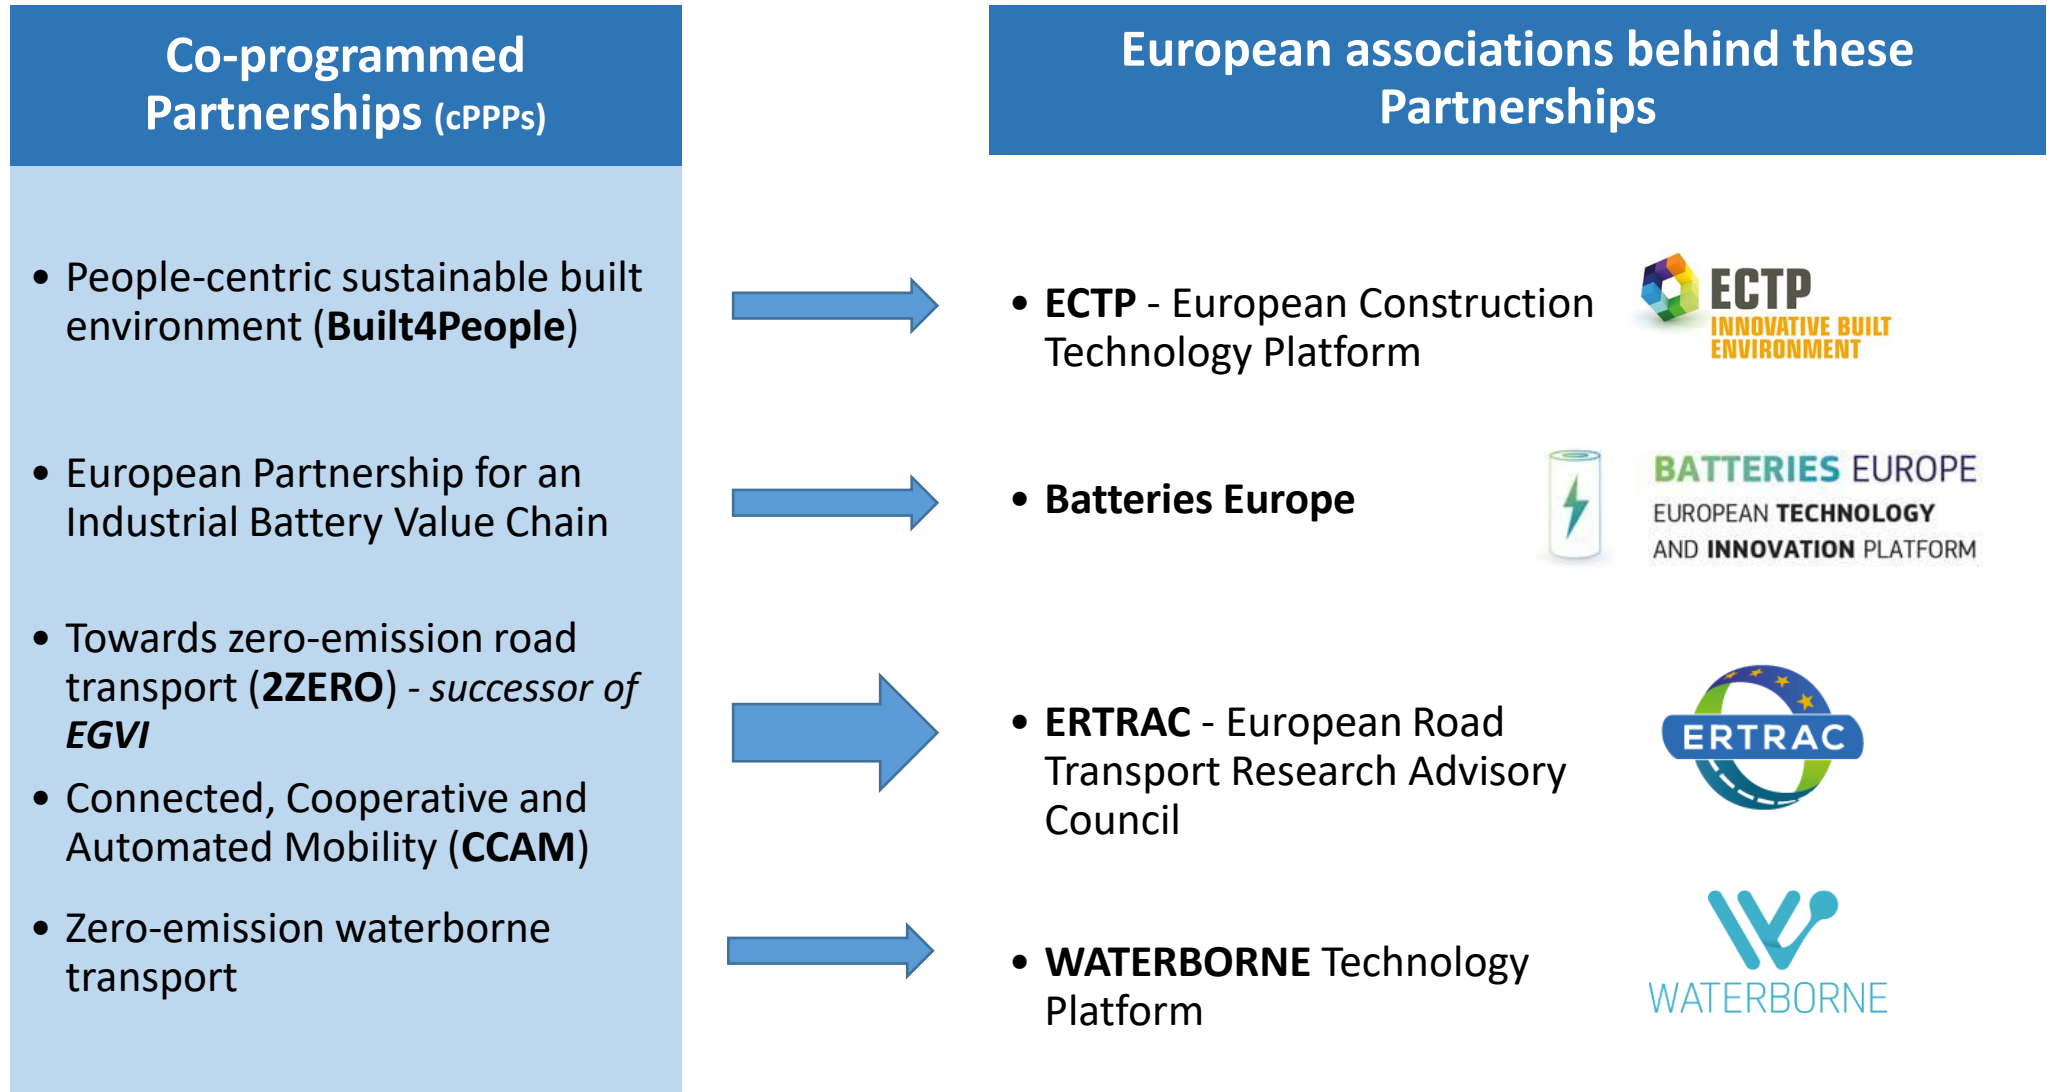 Co-programmed
Partnerships (cPPPs)
European associations behind these
Partnerships
• People-centric sustainable built
environment (Built4People)
• ECTP - European Construction
Technology Platform
ECTP
INNOVATIVE BUILT
ENVIRONMENT
• European Partnership for an
Industrial Battery Value Chain
• Batteries Europe
BATTERIES EUROPE
EUROPEAN TECHNOLOGY
AND INNOVATION PLATFORM
• Towards zero-emission road
transport (2ZERO) - successor of
EGVI
• Connected, Cooperative and
Automated Mobility (CCAM)
• ERTRAC - European Road
Transport Research Advisory
Council
ERTRAC
• Zero-emission waterborne
transport
• WATERBORNE Technology
Platform
WATERBORNE